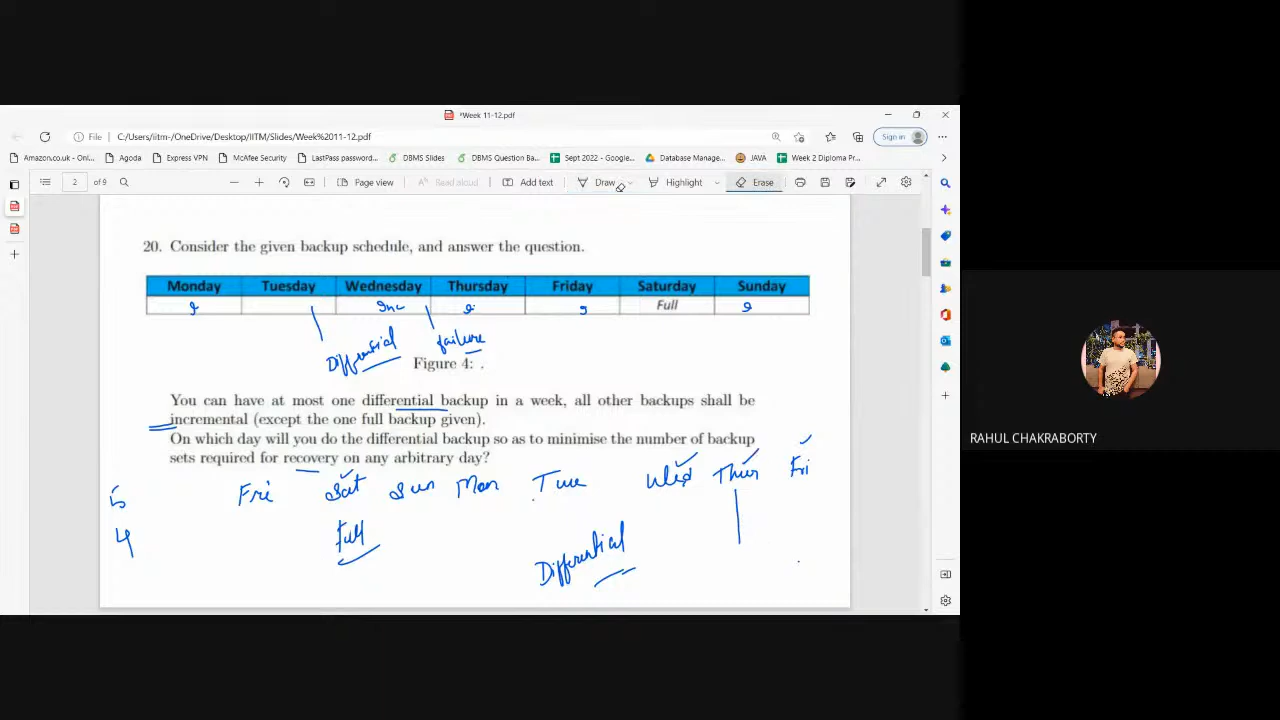 *Week 11-12.pdf
File C:/Users/iitm-/OneDrive/Desktop/IITM/Slides/Week%2011-12.pdf Sign in
Amazon.co.uk - Onl... Agoda Express VPN McAfee Security LastPass password... DBMS Slides DBMS Question Ba... Sept 2022 - Google... Database Manage... JAVA Week 2 Diploma Pr...
2 of 9 Page view Read aloud Add text Draw Highlight Erase
20. Consider the given backup schedule, and answer the question.
Monday Tuesday Wednesday Thursday Friday Saturday Sunday
Inc Full
Differential failure
Figure 4: .
You can have at most one differential backup in a week, all other backups shall be
incremental (except the one full backup given).
On which day will you do the differential backup so as to minimise the number of backup
sets required for recovery on any arbitrary day?
5 Fri Sat Sun Mon Tue Wed Thur Fri
4 Full Differential
RAHUL CHAKRABORTY